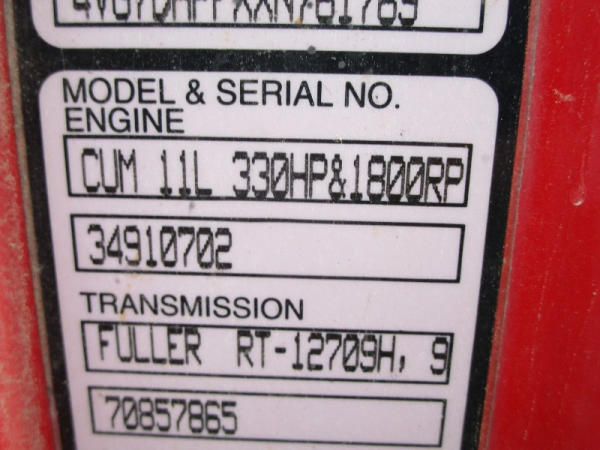 MODEL & SERIAL NO.
ENGINE
CUM 11L 330HP&1800RP
34910702
TRANSMISSION
FULLER RT-12709H, 9
70857865